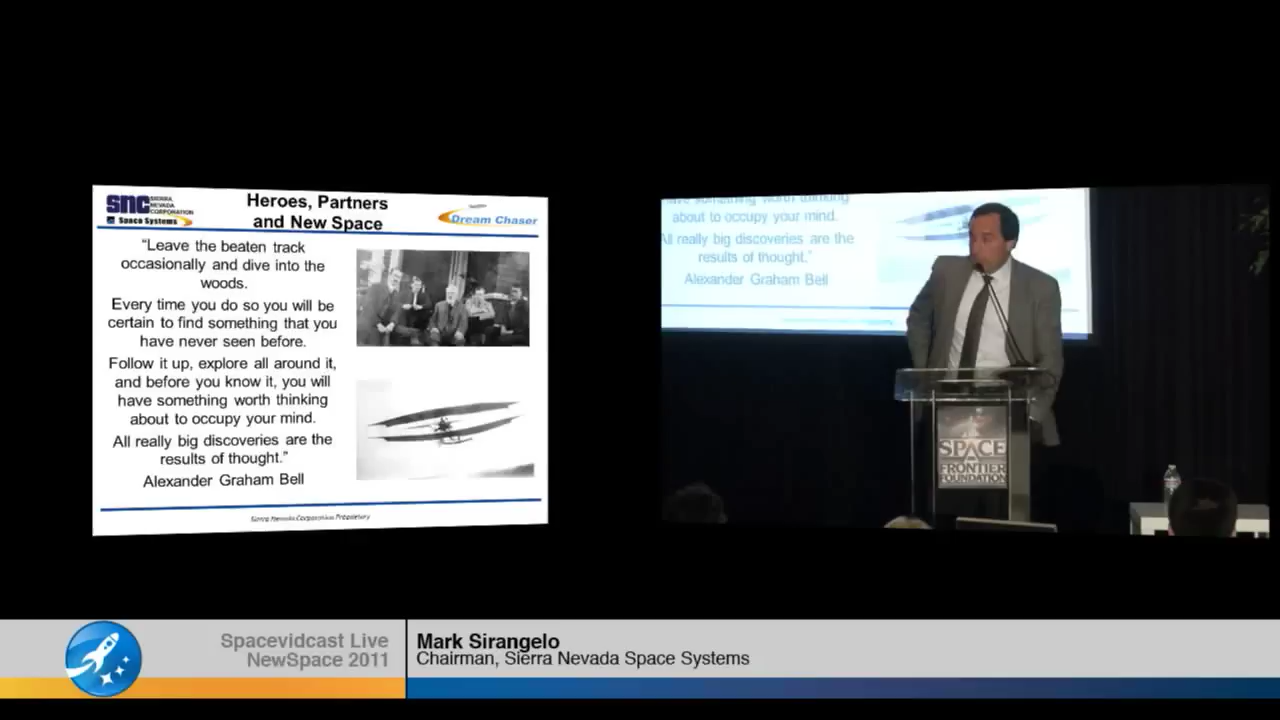 SNC SIERRA
NEVADA
CORPORATION
Space Systems
Heroes, Partners
and New Space
Dream Chaser
“Leave the beaten track
occasionally and dive into the
woods.
Every time you do so you will be
certain to find something that you
have never seen before.
Follow it up, explore all around it,
and before you know it, you will
have something worth thinking
about to occupy your mind.
All really big discoveries are the
results of thought.”
Alexander Graham Bell
Sierra Nevada Corporation Proprietary
have something worth thinking
about to occupy your mind.
All really big discoveries are the
results of thought.”
Alexander Graham Bell
SPACE
FRONTIER
FOUNDATION
Spacevidcast Live
NewSpace 2011
Mark Sirangelo
Chairman, Sierra Nevada Space Systems